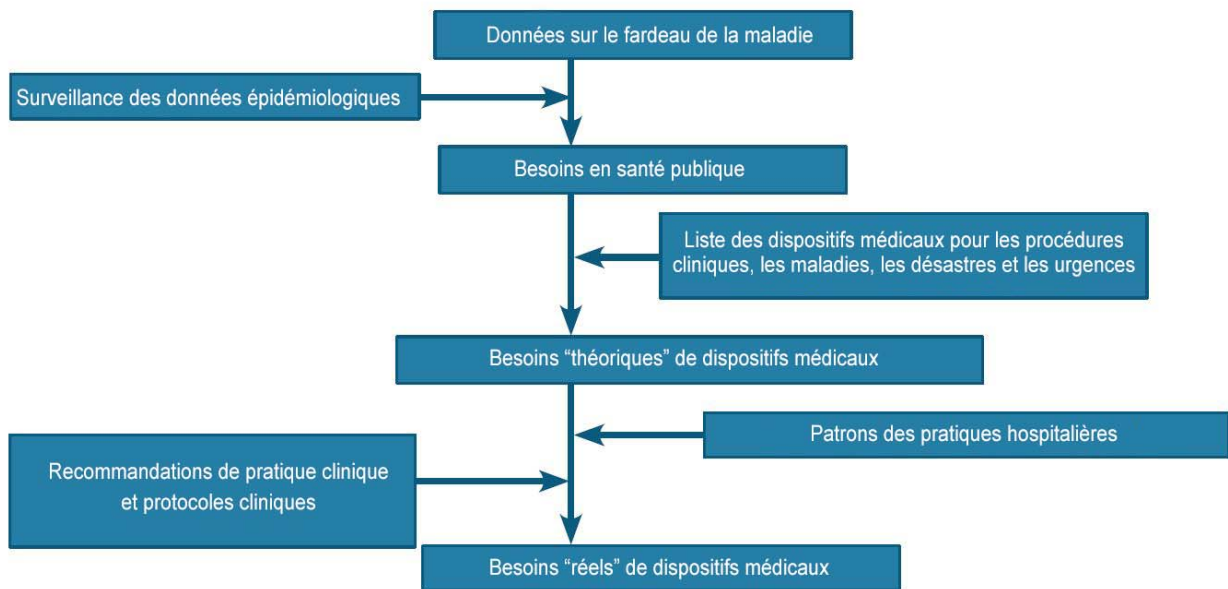 Données sur le fardeau de la maladie
Surveillance des données épidémiologiques
Besoins en santé publique
Liste des dispositifs médicaux pour les procédures
cliniques, les maladies, les désastres et les urgences
Besoins “théoriques” de dispositifs médicaux
Patrons des pratiques hospitalières
Recommandations de pratique clinique
et protocoles cliniques
Besoins “réels” de dispositifs médicaux